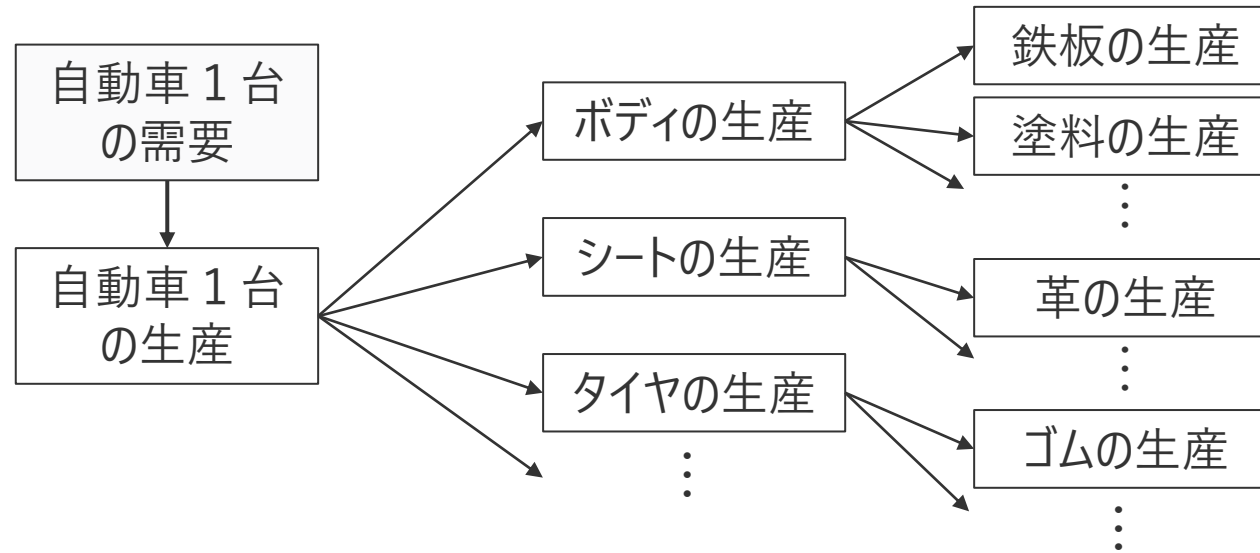 自動車１台
の需要
自動車１台
の生産
ボディの生産
シートの生産
タイヤの生産
⋮
鉄板の生産
塗料の生産
⋮
革の生産
⋮
ゴムの生産
⋮